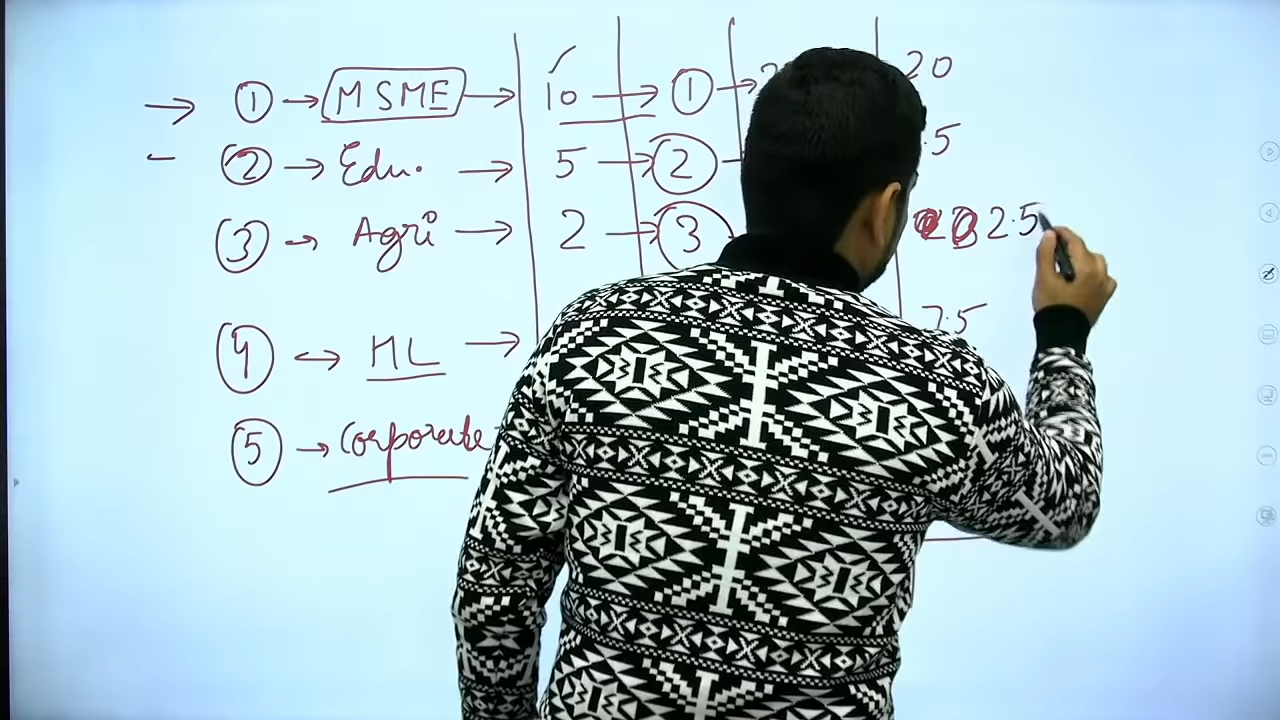 → ① → MSME → 10 → ① → 20
- ② → Edu. → 5 → ② - .5
③ → Agri → 2 → ③ 2.5
④ → ML → 7.5
⑤ → Corporate